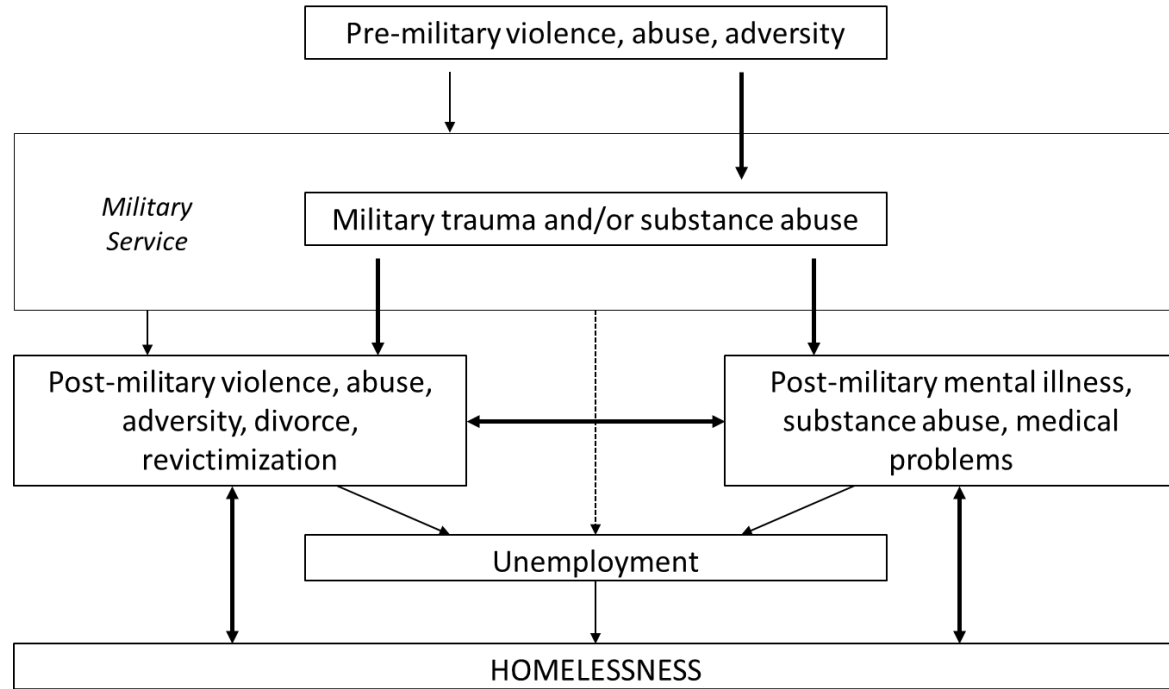 Pre-military violence, abuse, adversity
Military
Service
Military trauma and/or substance abuse
Post-military violence, abuse,
adversity, divorce,
revictimization
Post-military mental illness,
substance abuse, medical
problems
Unemployment
HOMELESSNESS